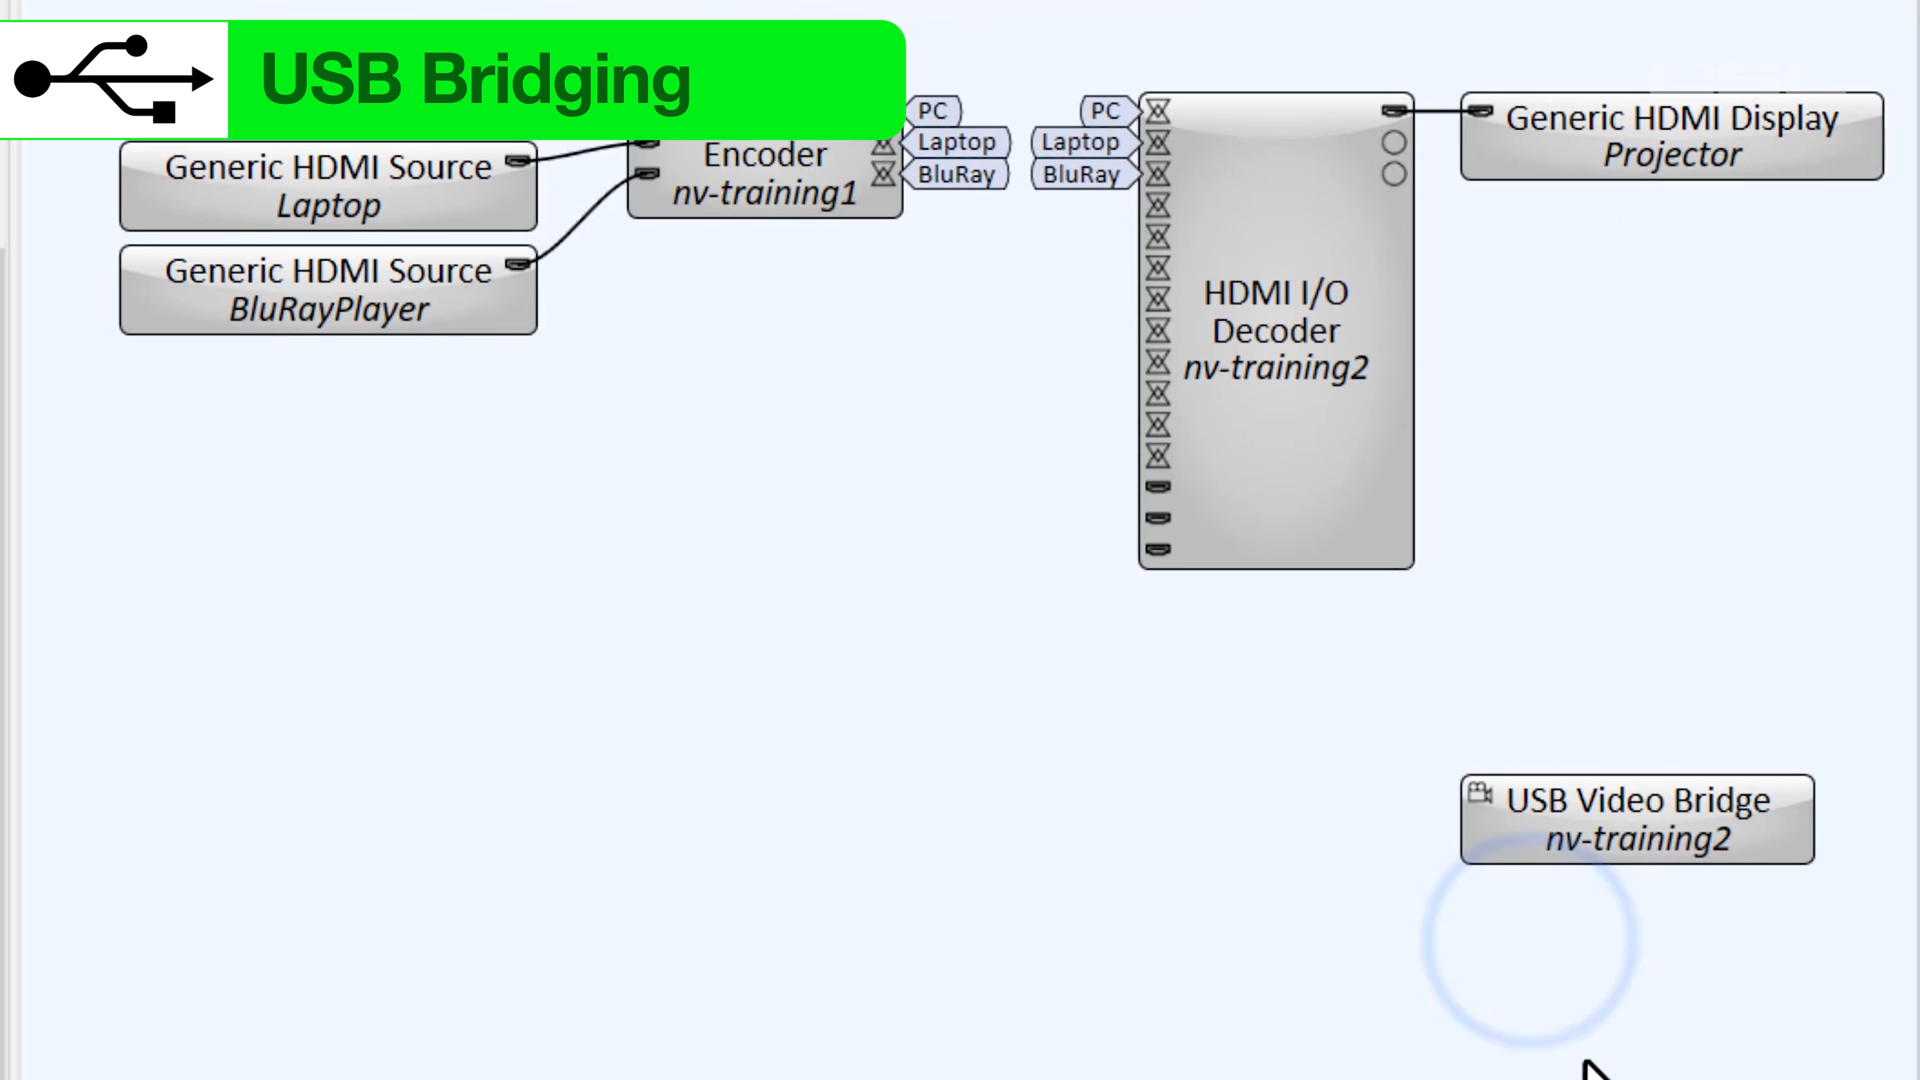 USB Bridging
Generic HDMI Source
Laptop
Generic HDMI Source
BluRayPlayer
Encoder
nv-training1
PC
Laptop
BluRay
PC
Laptop
BluRay
HDMI I/O
Decoder
nv-training2
Generic HDMI Display
Projector
USB Video Bridge
nv-training2